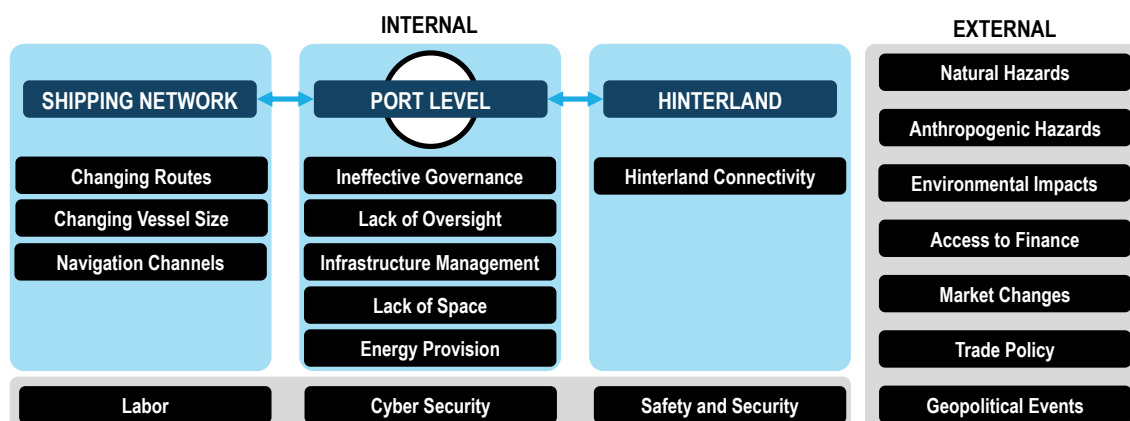 INTERNAL
EXTERNAL
SHIPPING NETWORK
PORT LEVEL
HINTERLAND
Changing Routes
Changing Vessel Size
Navigation Channels
Ineffective Governance
Lack of Oversight
Infrastructure Management
Lack of Space
Energy Provision
Hinterland Connectivity
Labor
Cyber Security
Safety and Security
Natural Hazards
Anthropogenic Hazards
Environmental Impacts
Access to Finance
Market Changes
Trade Policy
Geopolitical Events